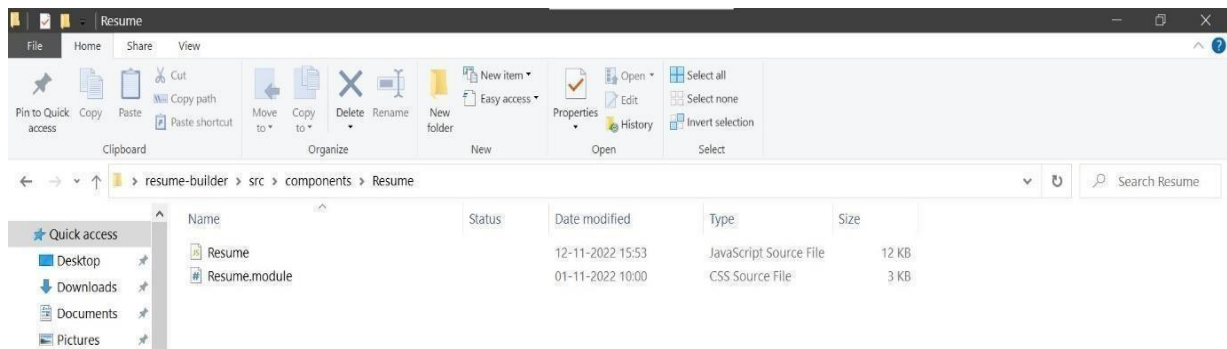 Resume
File Home Share View
Pin to Quick access
Copy
Paste
Cut
Copy path
Paste shortcut
Clipboard
Move to
Copy to
Delete
Rename
Organize
New folder
New item
Easy access
New
Properties
Open
Edit
History
Open
Select all
Select none
Invert selection
Select
resume-builder > src > components > Resume
Search Resume
Name Status Date modified Type Size
Quick access
Desktop
Downloads
Documents
Pictures
Resume 12-11-2022 15:53 JavaScript Source File 12 KB
Resume.module 01-11-2022 10:00 CSS Source File 3 KB